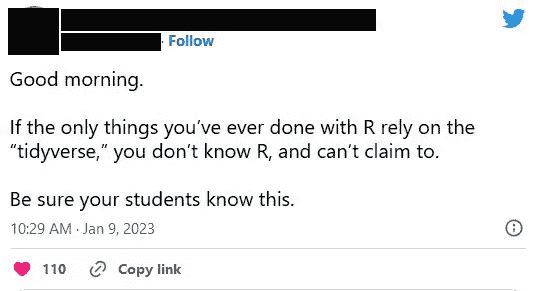 Follow
Good morning.
If the only things you've ever done with R rely on the
"tidyverse," you don't know R, and can't claim to.
Be sure your students know this.
10:29 AM · Jan 9, 2023
110 Copy link